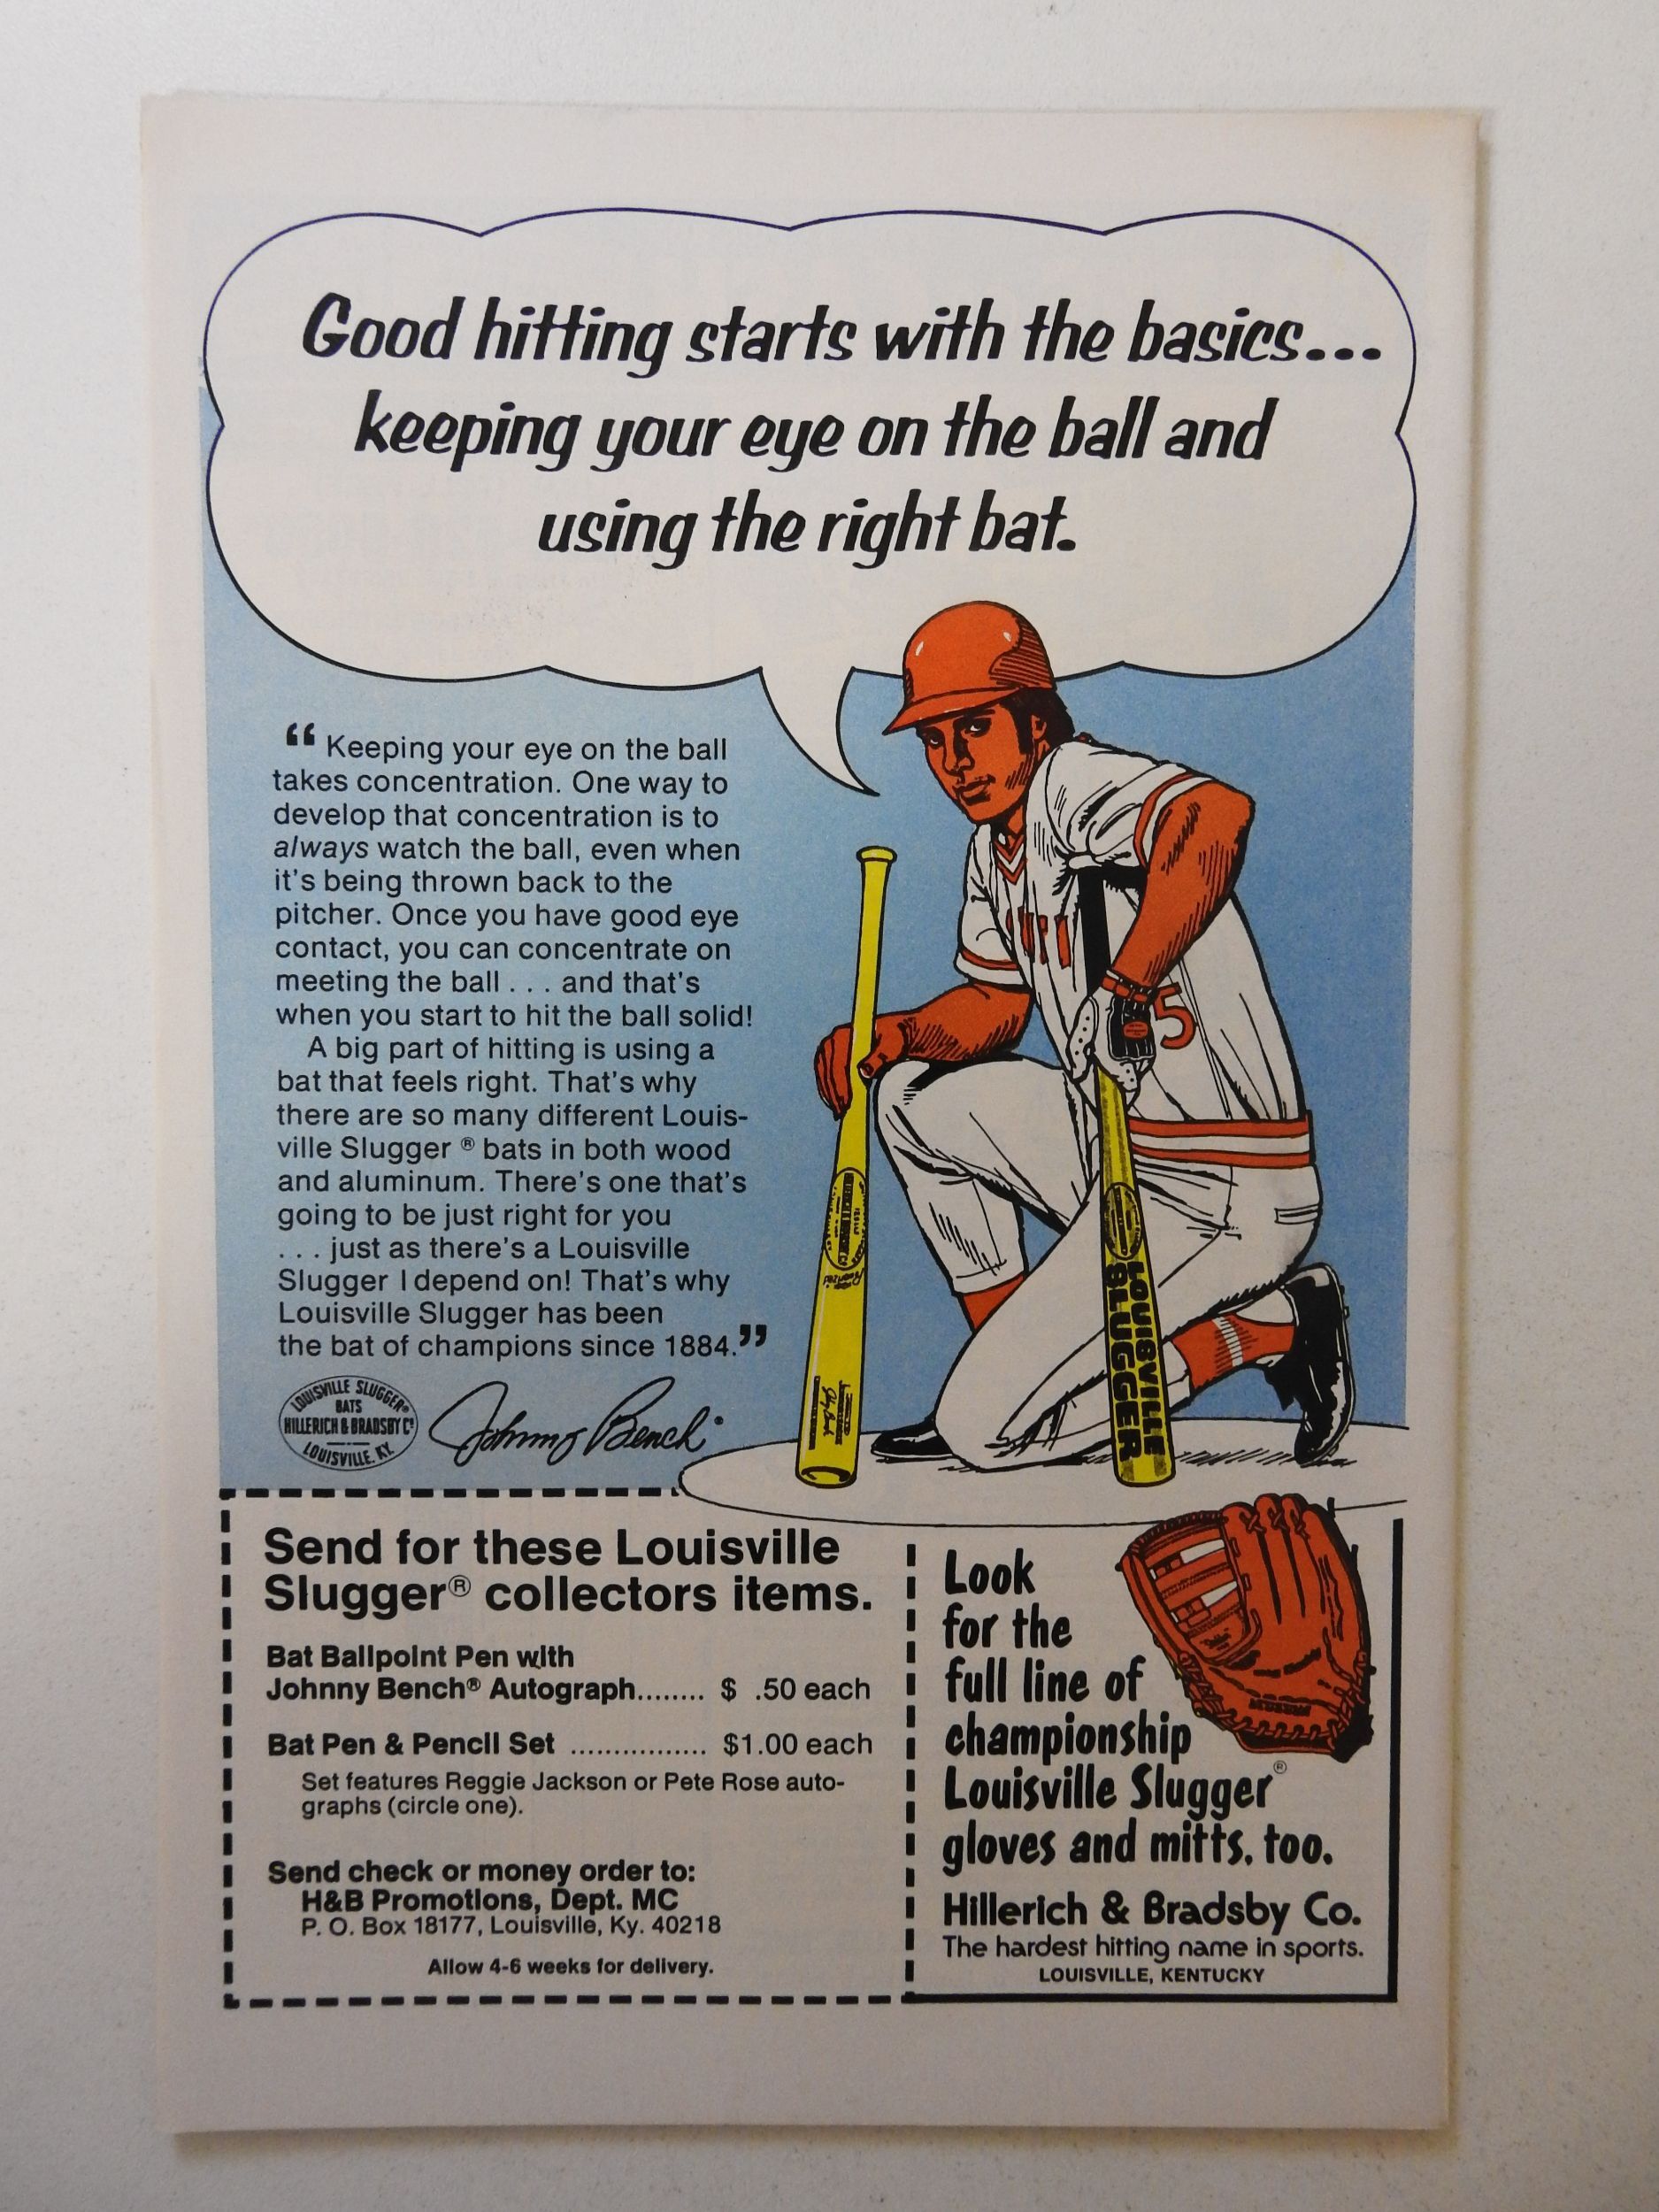 Good hitting starts with the basics...
keeping your eye on the ball and
using the right bat.
“ Keeping your eye on the ball
takes concentration. One way to
develop that concentration is to
always watch the ball, even when
it's being thrown back to the
pitcher. Once you have good eye
contact, you can concentrate on
meeting the ball . . . and that's
when you start to hit the ball solid!
A big part of hitting is using a
bat that feels right. That's why
there are so many different Louis-
ville Slugger ® bats in both wood
and aluminum. There's one that's
going to be just right for you
. . . just as there's a Louisville
Slugger I depend on! That's why
Louisville Slugger has been
the bat of champions since 1884.”
LOUISVILLE SLUGGER®
BATS
HILLERICH & BRADSBY Co
LOUISVILLE, KY.
Johnny Bench
5
LOUISVILLE
SLUGGER
Send for these Louisville
Slugger® collectors items.
Bat Ballpoint Pen with
Johnny Bench® Autograph........ $ .50 each
Bat Pen & Pencil Set ................ $1.00 each
Set features Reggie Jackson or Pete Rose auto-
graphs (circle one).
Send check or money order to:
H&B Promotions, Dept. MC
P. O. Box 18177, Louisville, Ky. 40218
Allow 4-6 weeks for delivery.
Look
for the
full line of
championship
Louisville Slugger®
gloves and mitts, too.
Hillerich & Bradsby Co.
The hardest hitting name in sports.
LOUISVILLE, KENTUCKY